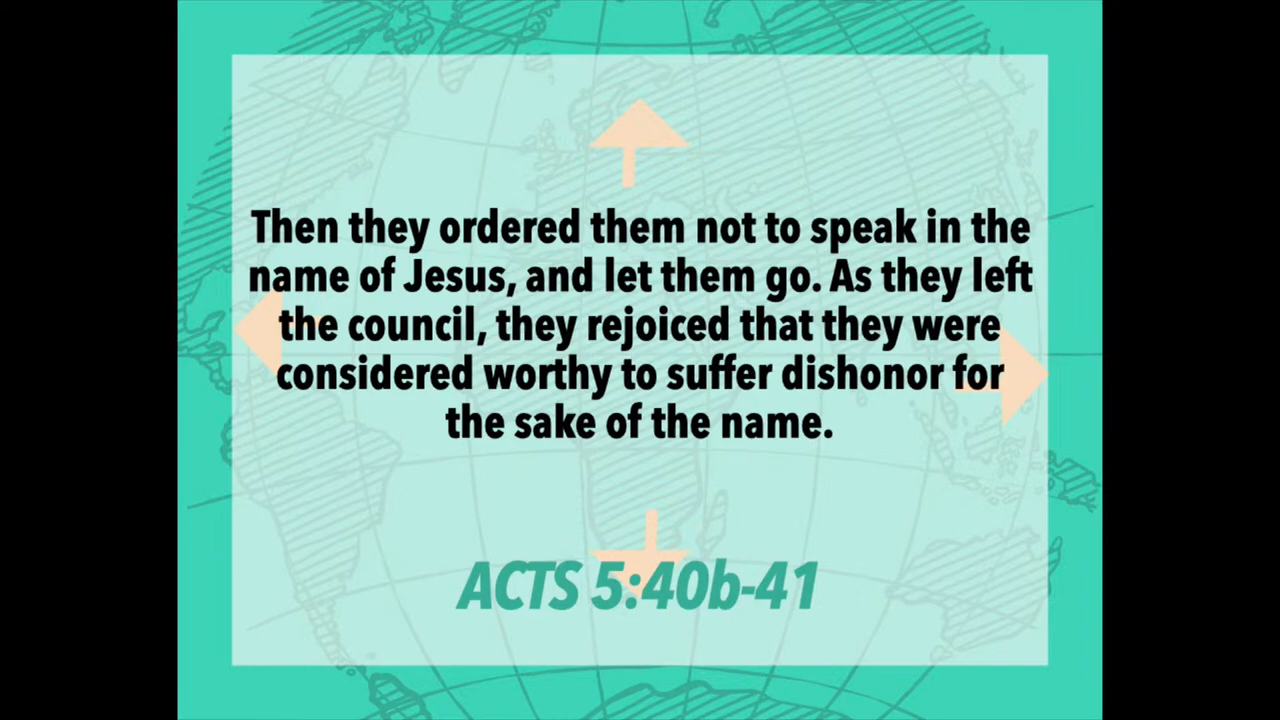 Then they ordered them not to speak in the
name of Jesus, and let them go. As they left
the council, they rejoiced that they were
considered worthy to suffer dishonor for
the sake of the name.
ACTS 5:40b-41